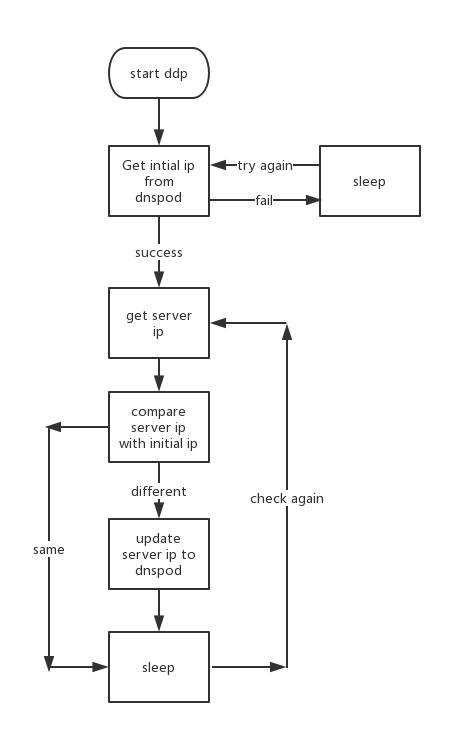 start ddp
Get intial ip
from
dnspod
try again
sleep
fail
success
get server
ip
compare
server ip
with initial ip
different
check again
update
server ip to
dnspod
same
sleep